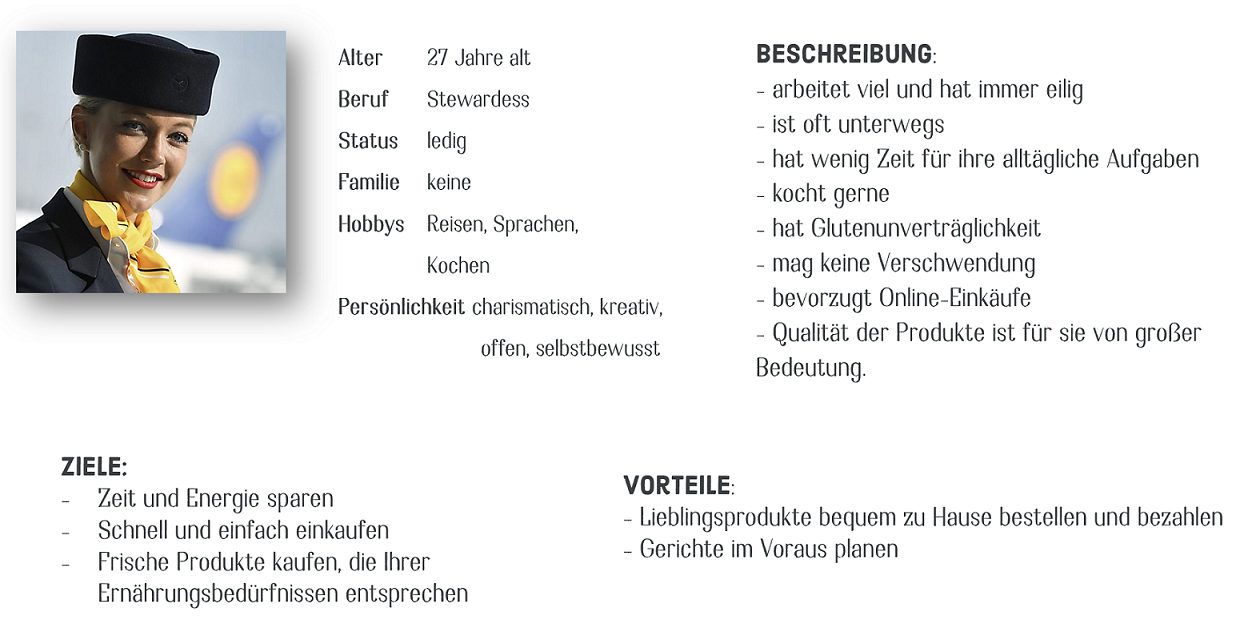 Alter 27 Jahre alt
Beruf Stewardess
Status ledig
Familie keine
Hobbys Reisen, Sprachen,
Kochen
Persönlichkeit charismatisch, kreativ,
offen, selbstbewusst
BESCHREIBUNG:
- arbeitet viel und hat immer eilig
- ist oft unterwegs
- hat wenig Zeit für ihre alltägliche Aufgaben
- kocht gerne
- hat Glutenunverträglichkeit
- mag keine Verschwendung
- bevorzugt Online-Einkäufe
- Qualität der Produkte ist für sie von großer
Bedeutung.
ZIELE:
- Zeit und Energie sparen
- Schnell und einfach einkaufen
- Frische Produkte kaufen, die Ihrer
Ernährungsbedürfnissen entsprechen
VORTEILE:
- Lieblingsprodukte bequem zu Hause bestellen und bezahlen
- Gerichte im Voraus planen